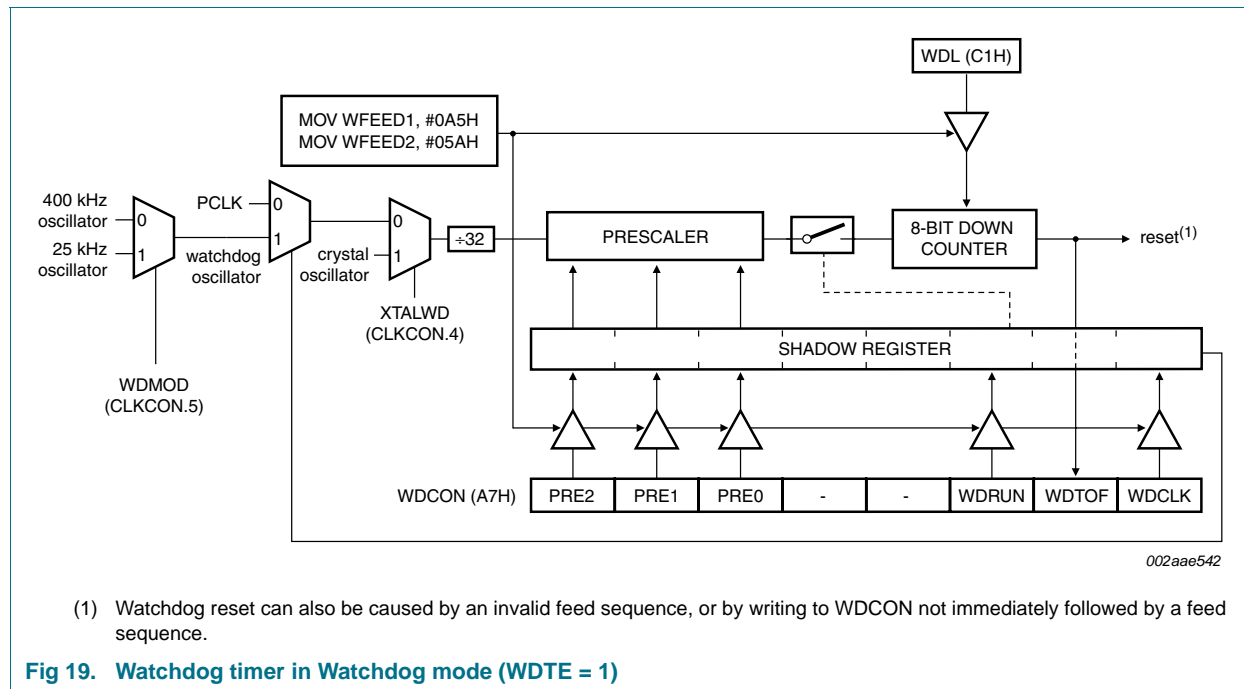 WDL (C1H)
MOV WFEED1, #0A5H
MOV WFEED2, #05AH
400 kHz
oscillator
25 kHz
oscillator
0
1
PCLK
0
1
watchdog
oscillator
0
1
crystal
oscillator
÷32
PRESCALER
8-BIT DOWN
COUNTER
reset(1)
XTALWD
(CLKCON.4)
SHADOW REGISTER
WDMOD
(CLKCON.5)
WDCON (A7H)
PRE2
PRE1
PRE0
-
-
WDRUN
WDTOF
WDCLK
002aae542
(1) Watchdog reset can also be caused by an invalid feed sequence, or by writing to WDCON not immediately followed by a feed
sequence.
Fig 19. Watchdog timer in Watchdog mode (WDTE = 1)